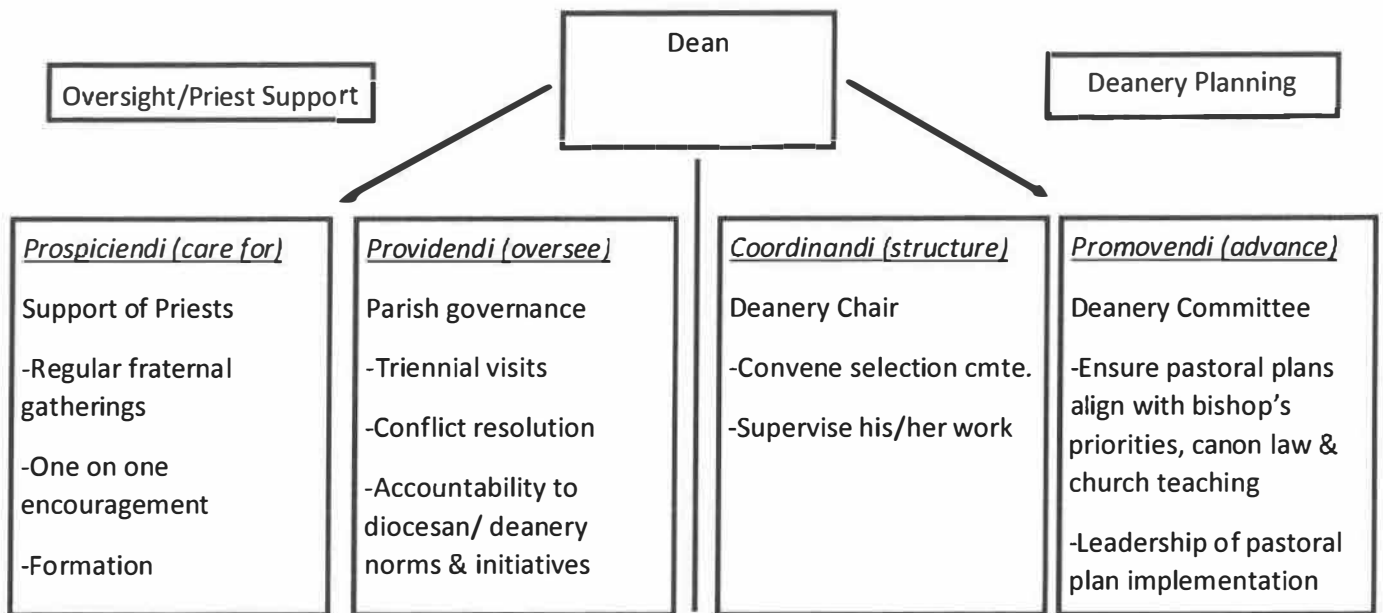 Dean
Oversight/Priest Support
Deanery Planning
Prospiciendi (care for)
Support of Priests
-Regular fraternal
gatherings
-One on one
encouragement
-Formation
Providendi (oversee)
Parish governance
-Triennial visits
-Conflict resolution
-Accountability to
diocesan/ deanery
norms & initiatives
Coordinandi (structure)
Deanery Chair
-Convene selection cmte.
-Supervise his/her work
Promovendi (advance)
Deanery Committee
-Ensure pastoral plans
align with bishop's
priorities, canon law &
church teaching
-Leadership of pastoral
plan implementation